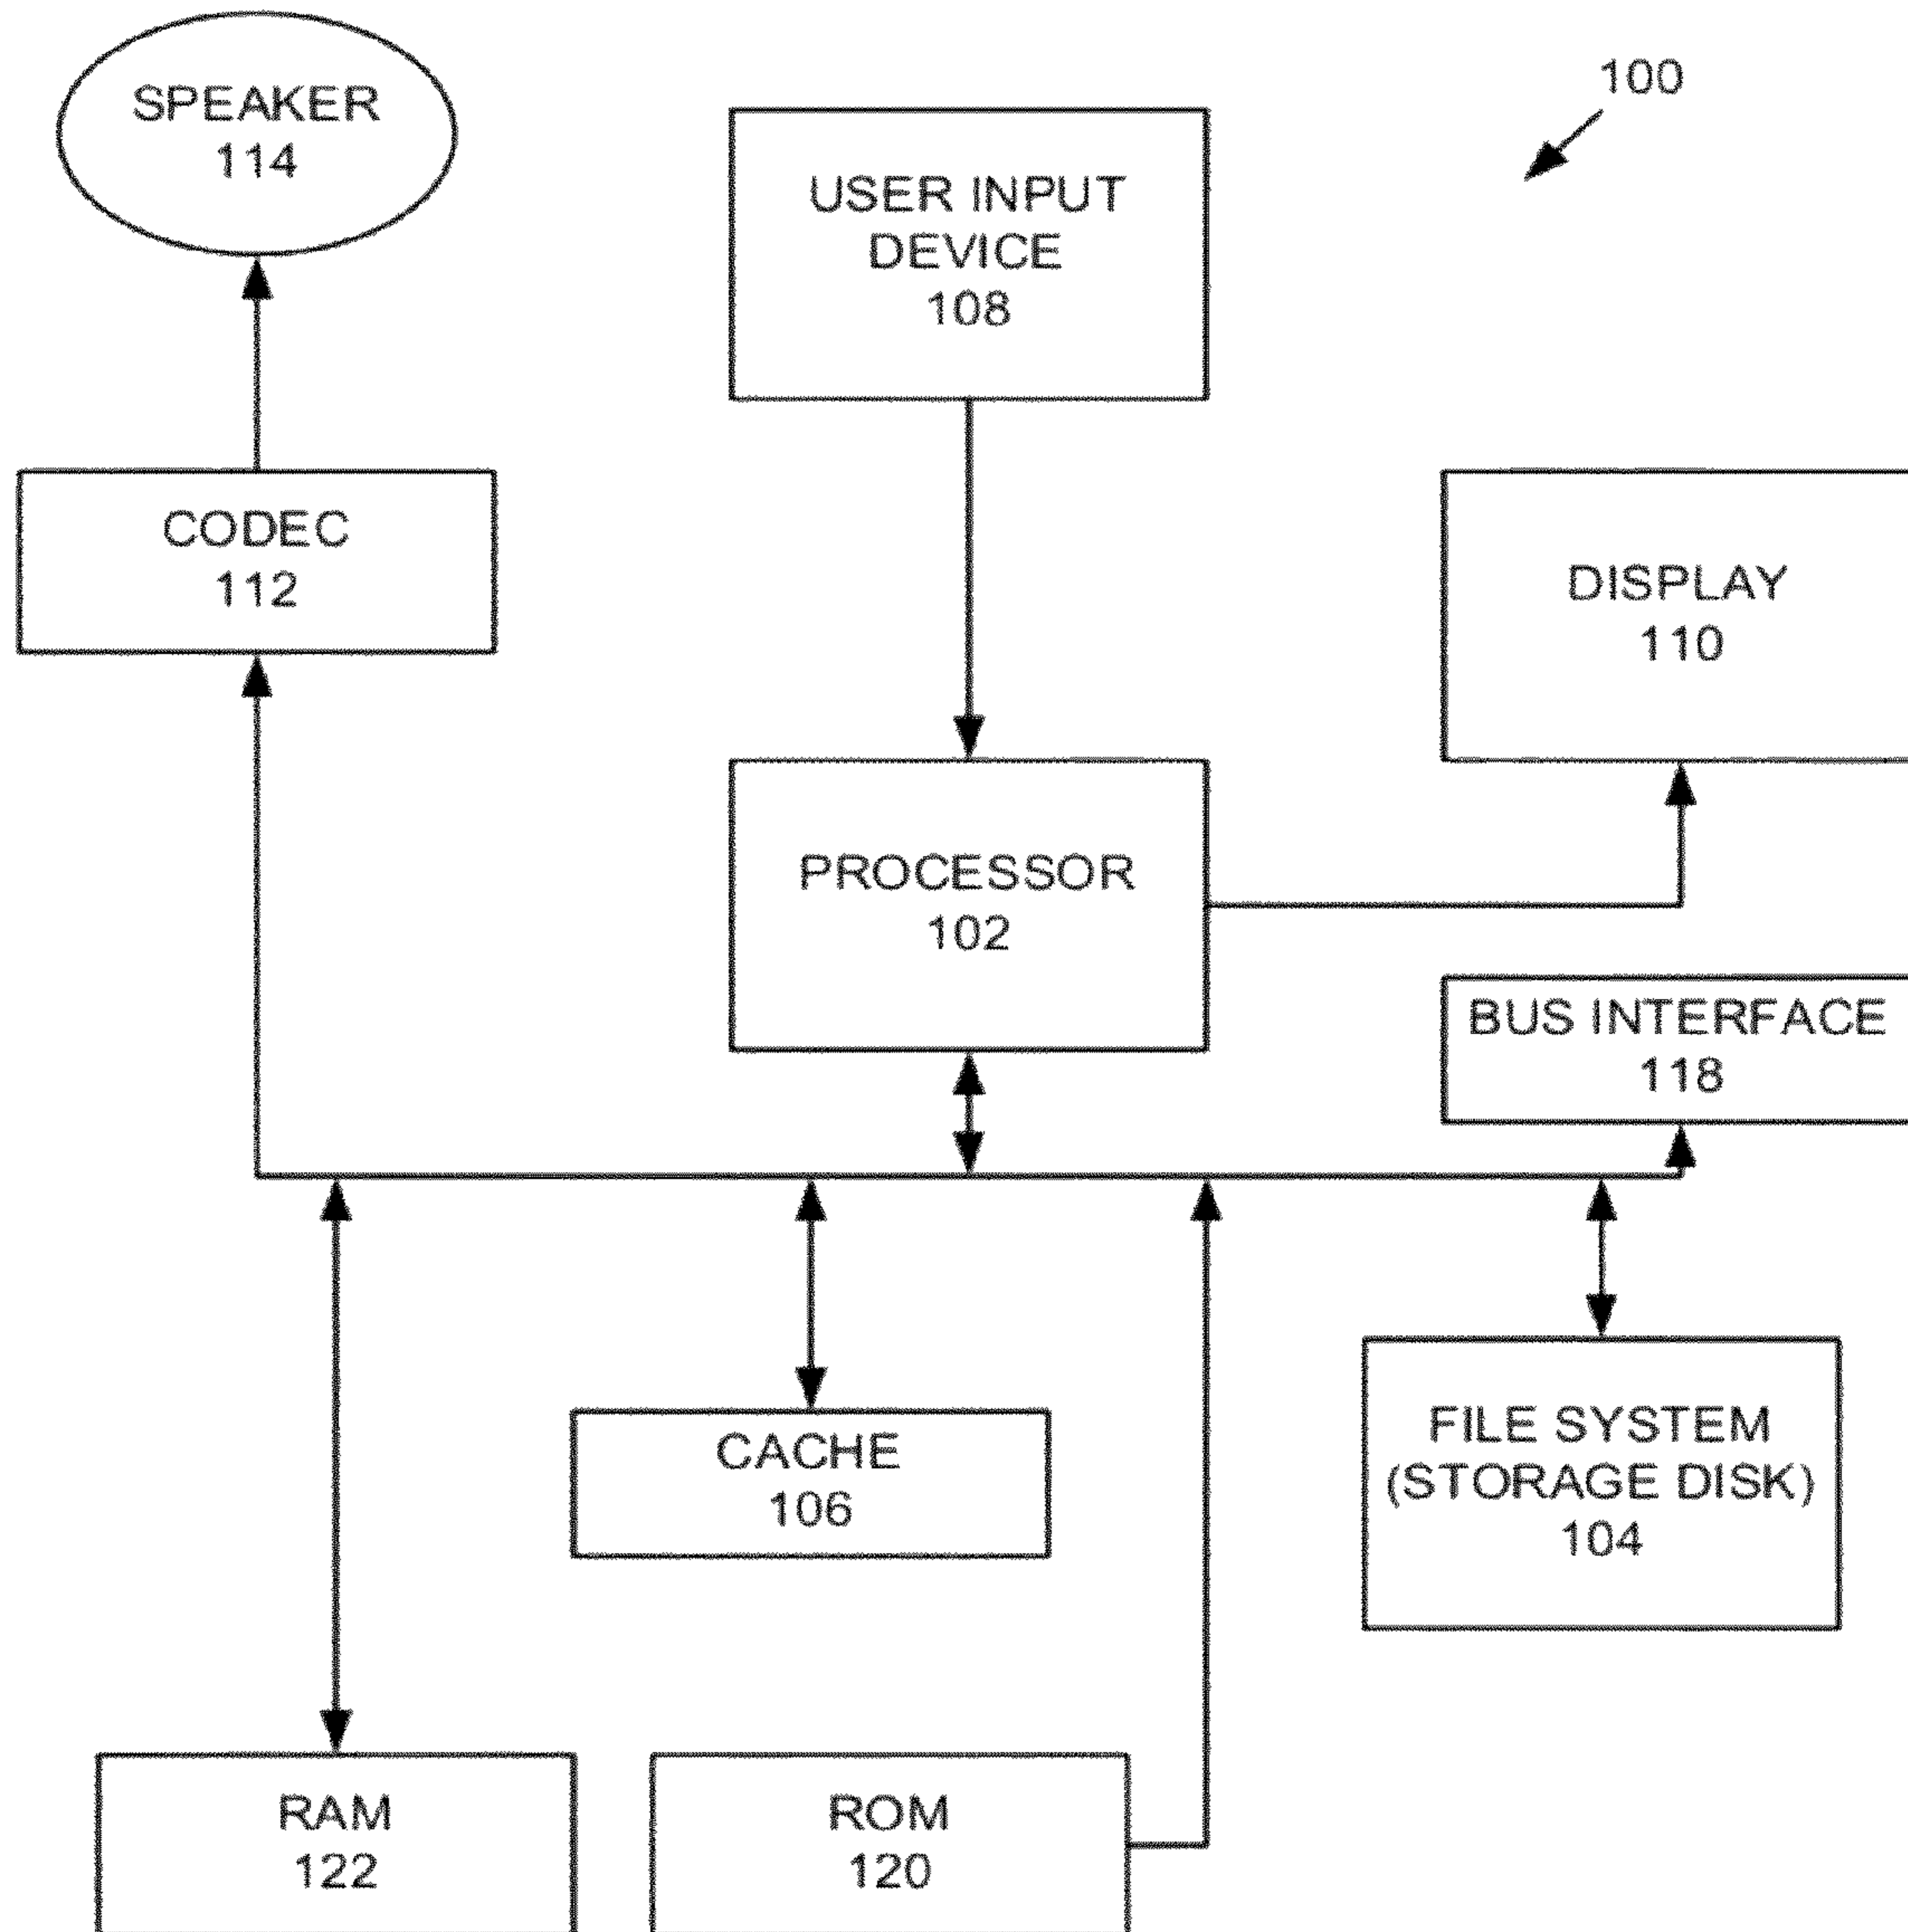 SPEAKER
114
100
USER INPUT
DEVICE
108
CODEC
112
DISPLAY
110
PROCESSOR
102
BUS INTERFACE
118
CACHE
106
FILE SYSTEM
(STORAGE DISK)
104
RAM
122
ROM
120